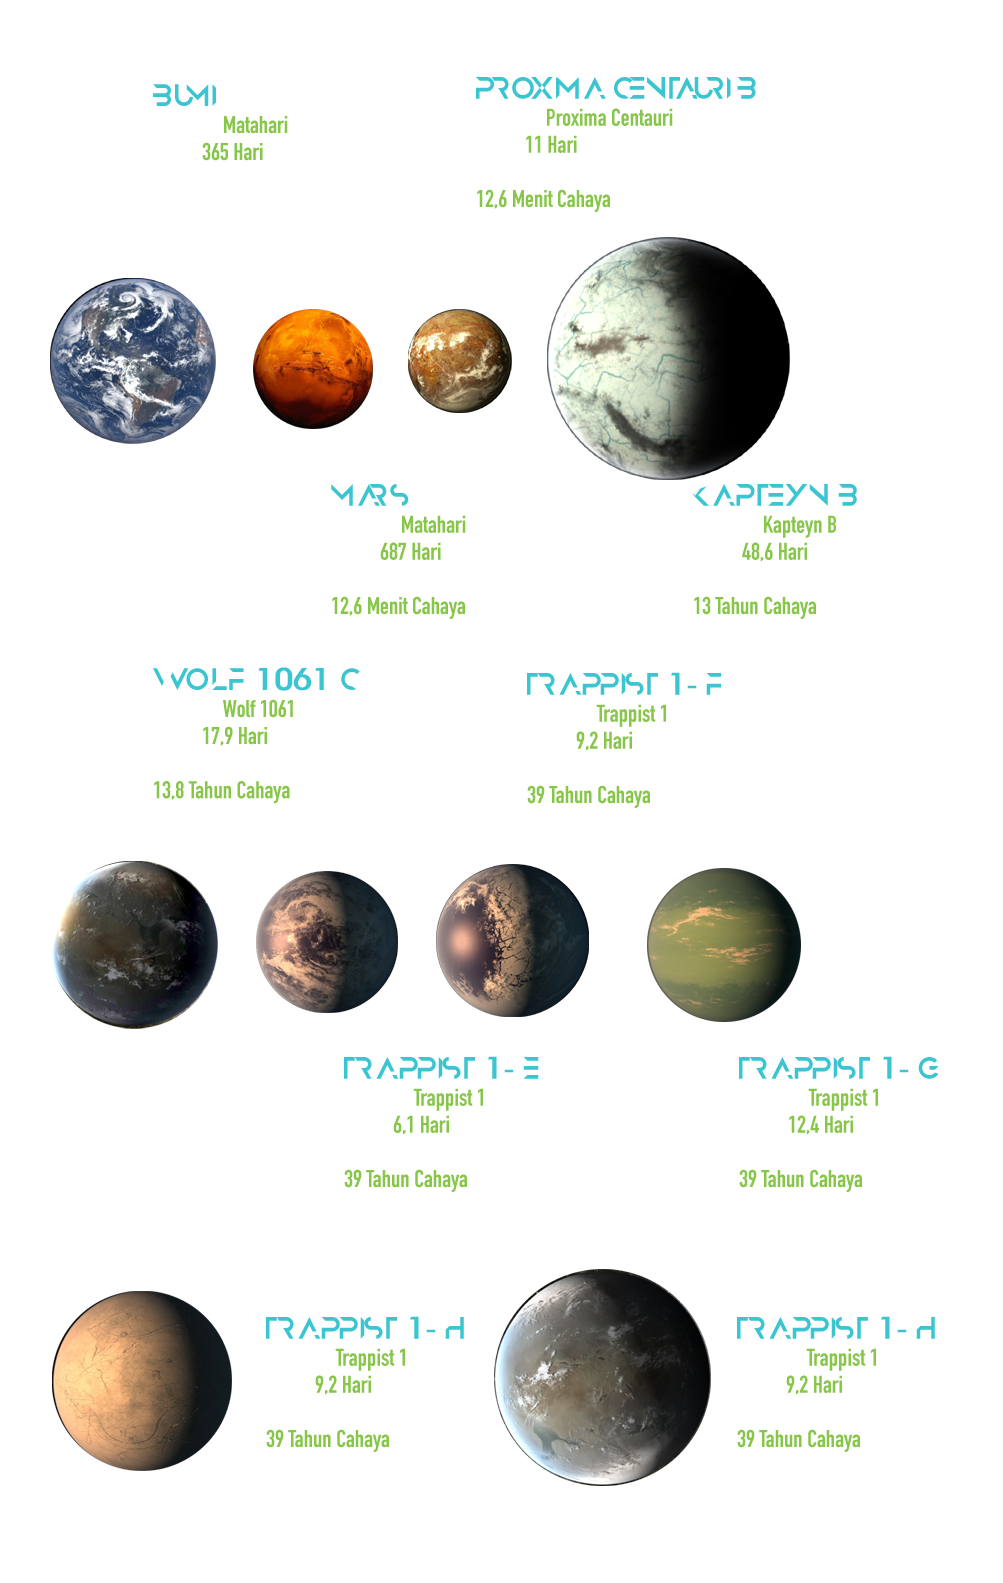 BUMI
Matahari
365 Hari
PROXIMA CENTAURI B
Proxima Centauri
11 Hari
12,6 Menit Cahaya
MARS
Matahari
687 Hari
12,6 Menit Cahaya
KAPTEYN B
Kapteyn B
48,6 Hari
13 Tahun Cahaya
WOLF 1061 C
Wolf 1061
17,9 Hari
13,8 Tahun Cahaya
TRAPPIST 1- F
Trappist 1
9,2 Hari
39 Tahun Cahaya
TRAPPIST 1- E
Trappist 1
6,1 Hari
39 Tahun Cahaya
TRAPPIST 1- G
Trappist 1
12,4 Hari
39 Tahun Cahaya
TRAPPIST 1- H
Trappist 1
9,2 Hari
39 Tahun Cahaya
TRAPPIST 1- H
Trappist 1
9,2 Hari
39 Tahun Cahaya